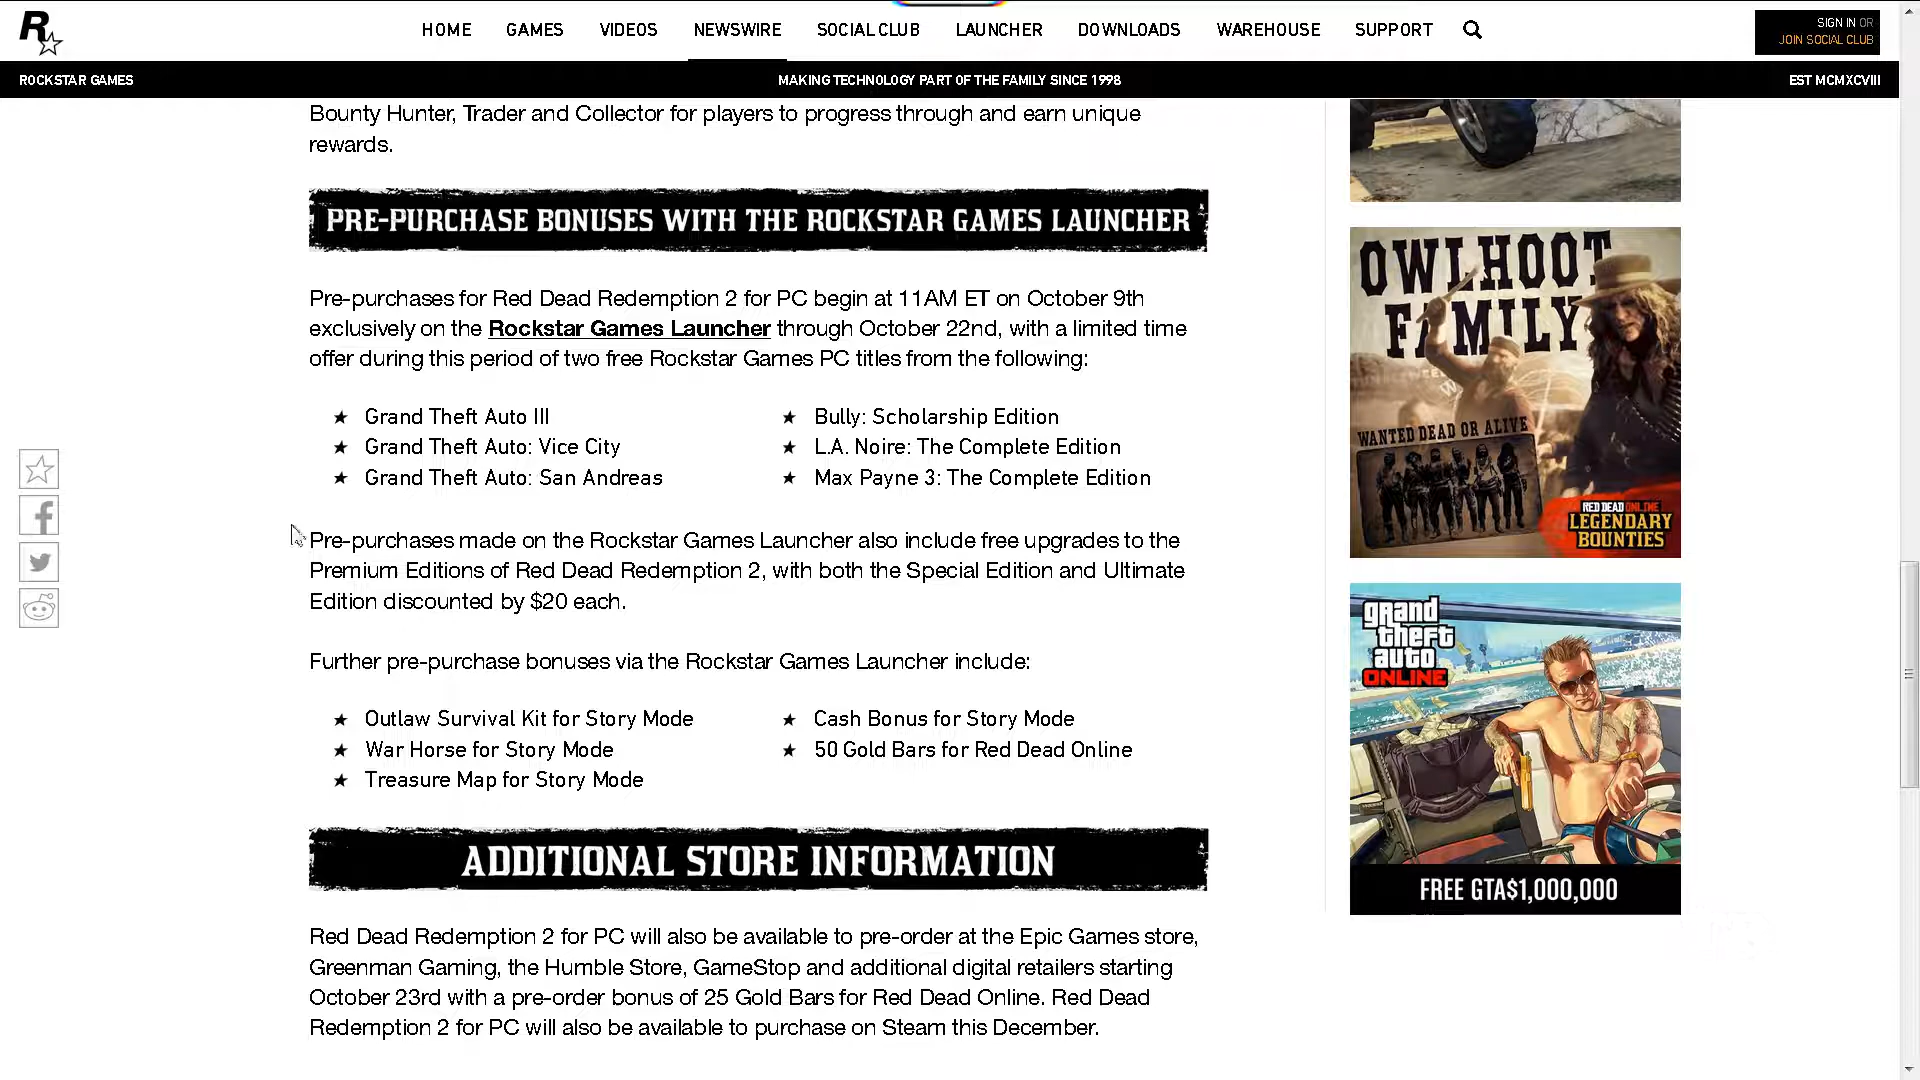 R
HOME GAMES VIDEOS NEWSWIRE SOCIAL CLUB LAUNCHER DOWNLOADS WAREHOUSE SUPPORT
SIGN IN OR
JOIN SOCIAL CLUB
ROCKSTAR GAMES
MAKING TECHNOLOGY PART OF THE FAMILY SINCE 1998
EST MCMXCVIII
Bounty Hunter, Trader and Collector for players to progress through and earn unique
rewards.
PRE-PURCHASE BONUSES WITH THE ROCKSTAR GAMES LAUNCHER
Pre-purchases for Red Dead Redemption 2 for PC begin at 11AM ET on October 9th
exclusively on the Rockstar Games Launcher through October 22nd, with a limited time
offer during this period of two free Rockstar Games PC titles from the following:
★ Grand Theft Auto III
★ Grand Theft Auto: Vice City
★ Grand Theft Auto: San Andreas
★ Bully: Scholarship Edition
★ L.A. Noire: The Complete Edition
★ Max Payne 3: The Complete Edition
Pre-purchases made on the Rockstar Games Launcher also include free upgrades to the
Premium Editions of Red Dead Redemption 2, with both the Special Edition and Ultimate
Edition discounted by $20 each.
Further pre-purchase bonuses via the Rockstar Games Launcher include:
★ Outlaw Survival Kit for Story Mode
★ War Horse for Story Mode
★ Treasure Map for Story Mode
★ Cash Bonus for Story Mode
★ 50 Gold Bars for Red Dead Online
ADDITIONAL STORE INFORMATION
Red Dead Redemption 2 for PC will also be available to pre-order at the Epic Games store,
Greenman Gaming, the Humble Store, GameStop and additional digital retailers starting
October 23rd with a pre-order bonus of 25 Gold Bars for Red Dead Online. Red Dead
Redemption 2 for PC will also be available to purchase on Steam this December.
OWLHOOT
FAMILY
WANTED DEAD OR ALIVE
RED DEAD ONLINE
LEGENDARY
BOUNTIES
grand
theft
auto
ONLINE
FREE GTA$1,000,000